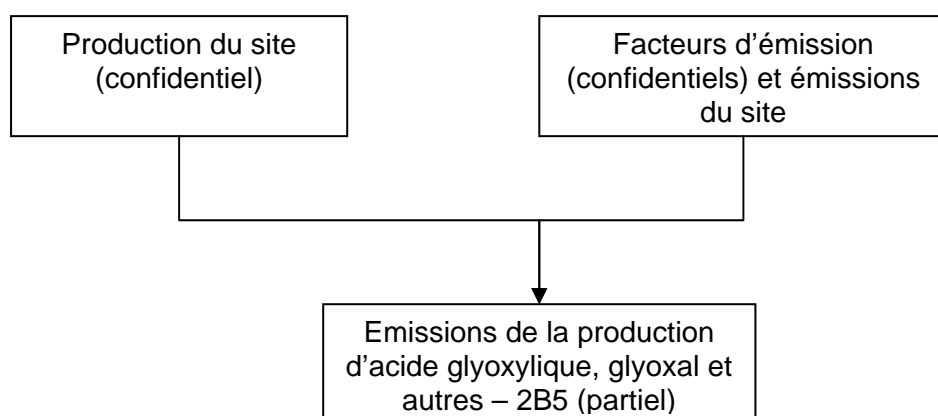 Production du site
(confidentiel)
Facteurs d’émission
(confidentiels) et émissions
du site
Emissions de la production
d’acide glyoxylique, glyoxal et
autres – 2B5 (partiel)